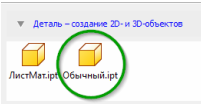 Деталь – создание 2D- и 3D-объектов
ЛистМат.ipt Обычный.ipt